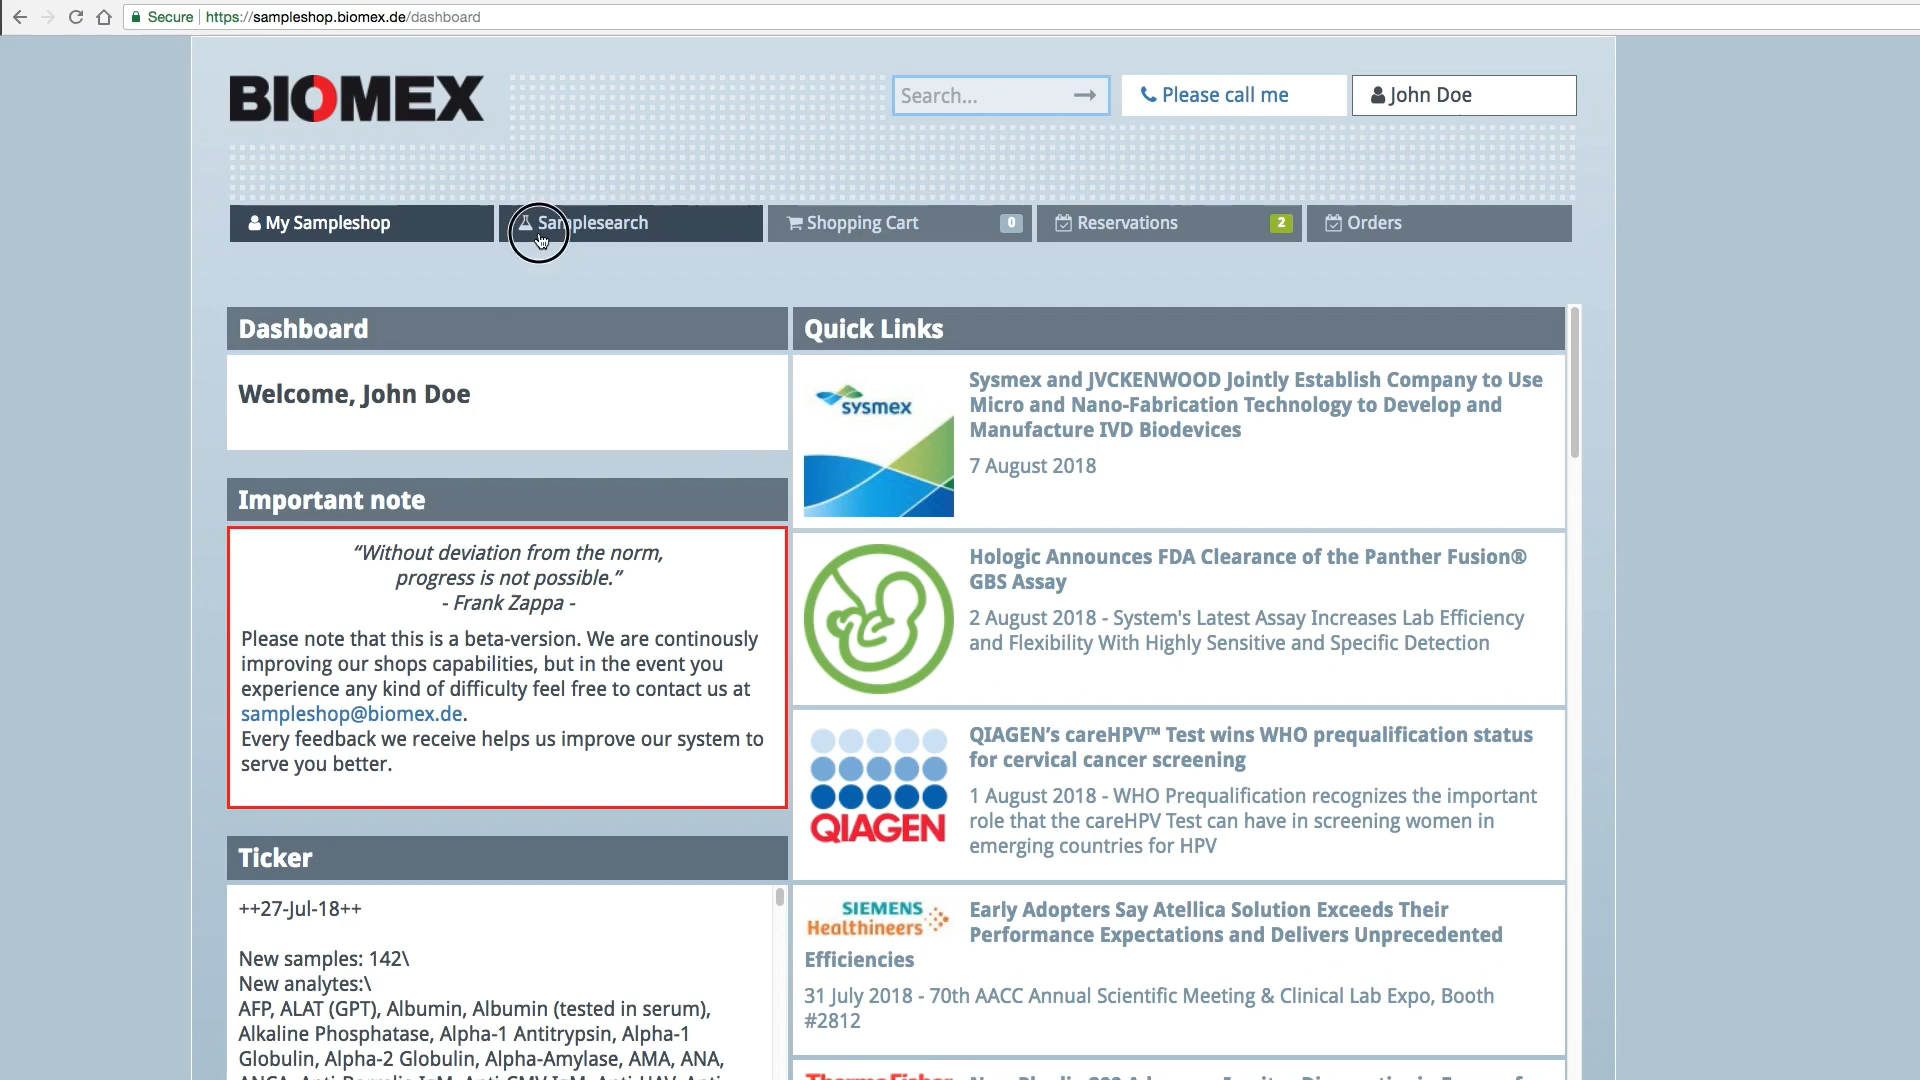 Secure https://sampleshop.biomex.de/dashboard
BIOMEX
Search...
Please call me
John Doe
My Sampleshop
Samplesearch
Shopping Cart 0
Reservations 2
Orders
Dashboard
Welcome, John Doe
Important note
“Without deviation from the norm,
progress is not possible.”
- Frank Zappa -
Please note that this is a beta-version. We are continously
improving our shops capabilities, but in the event you
experience any kind of difficulty feel free to contact us at
sampleshop@biomex.de.
Every feedback we receive helps us improve our system to
serve you better.
Ticker
++27-Jul-18++
New samples: 142\
New analytes:\
AFP, ALAT (GPT), Albumin, Albumin (tested in serum),
Alkaline Phosphatase, Alpha-1 Antitrypsin, Alpha-1
Globulin, Alpha-2 Globulin, Alpha-Amylase, AMA, ANA,
Quick Links
sysmex
Sysmex and JVCKENWOOD Jointly Establish Company to Use
Micro and Nano-Fabrication Technology to Develop and
Manufacture IVD Biodevices
7 August 2018
Hologic Announces FDA Clearance of the Panther Fusion®
GBS Assay
2 August 2018 - System's Latest Assay Increases Lab Efficiency
and Flexibility With Highly Sensitive and Specific Detection
QIAGEN
QIAGEN’s careHPV™ Test wins WHO prequalification status
for cervical cancer screening
1 August 2018 - WHO Prequalification recognizes the important
role that the careHPV Test can have in screening women in
emerging countries for HPV
SIEMENS
Healthineers
Early Adopters Say Atellica Solution Exceeds Their
Performance Expectations and Delivers Unprecedented
Efficiencies
31 July 2018 - 70th AACC Annual Scientific Meeting & Clinical Lab Expo, Booth
#2812